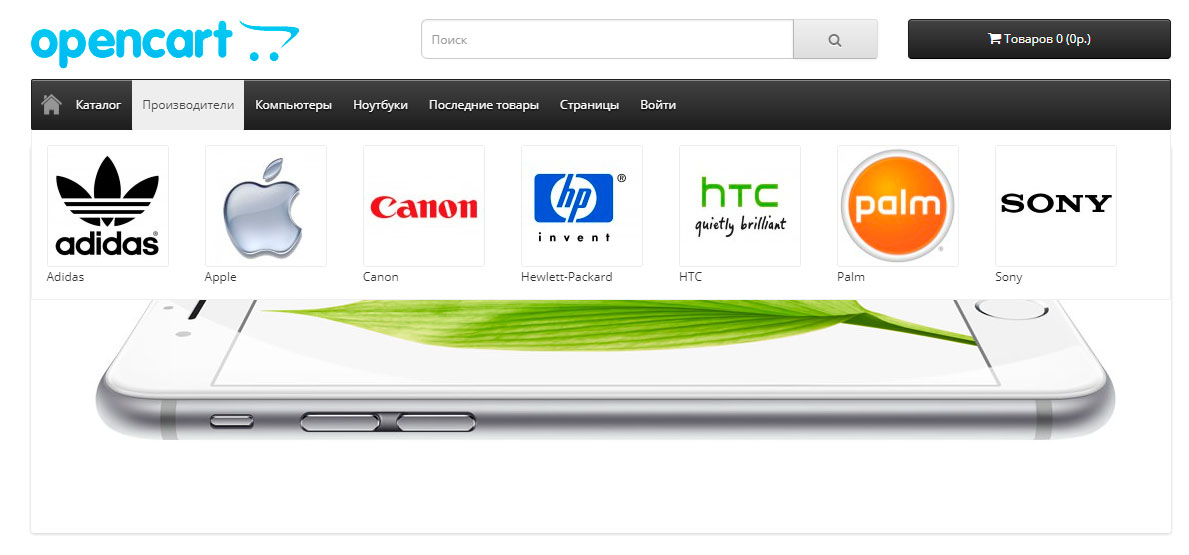 opencart
Поиск
Товаров 0 (0р.)
Каталог Производители Компьютеры Ноутбуки Последние товары Страницы Войти
adidas®
Canon
hp®
invent
hTC
quietly brilliant
palm®
SONY
Adidas Apple Canon Hewlett-Packard HTC Palm Sony